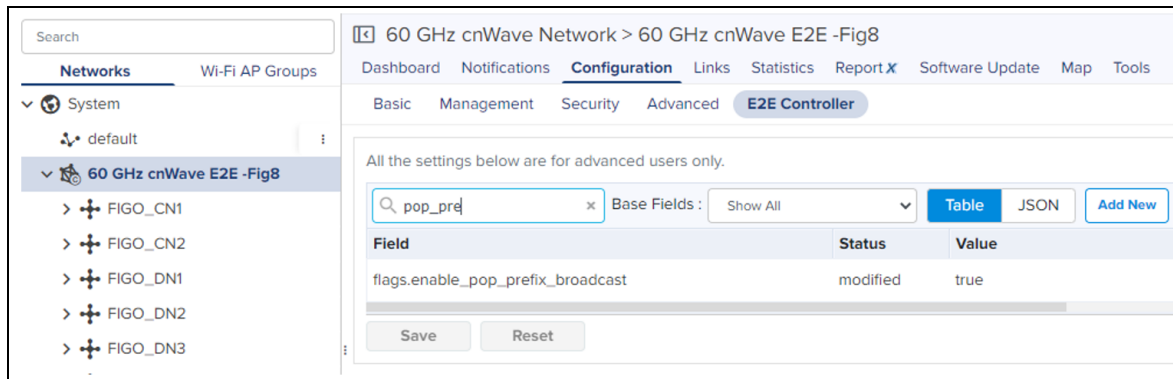 Search
Networks Wi-Fi AP Groups
System
default
60 GHz cnWave E2E -Fig8
FIGO_CN1
FIGO_CN2
FIGO_DN1
FIGO_DN2
FIGO_DN3
60 GHz cnWave Network > 60 GHz cnWave E2E -Fig8
Dashboard Notifications Configuration Links Statistics Report X Software Update Map Tools
Basic Management Security Advanced E2E Controller
All the settings below are for advanced users only.
pop_pre Base Fields : Show All Table JSON Add New
Field Status Value
flags.enable_pop_prefix_broadcast modified true
Save Reset